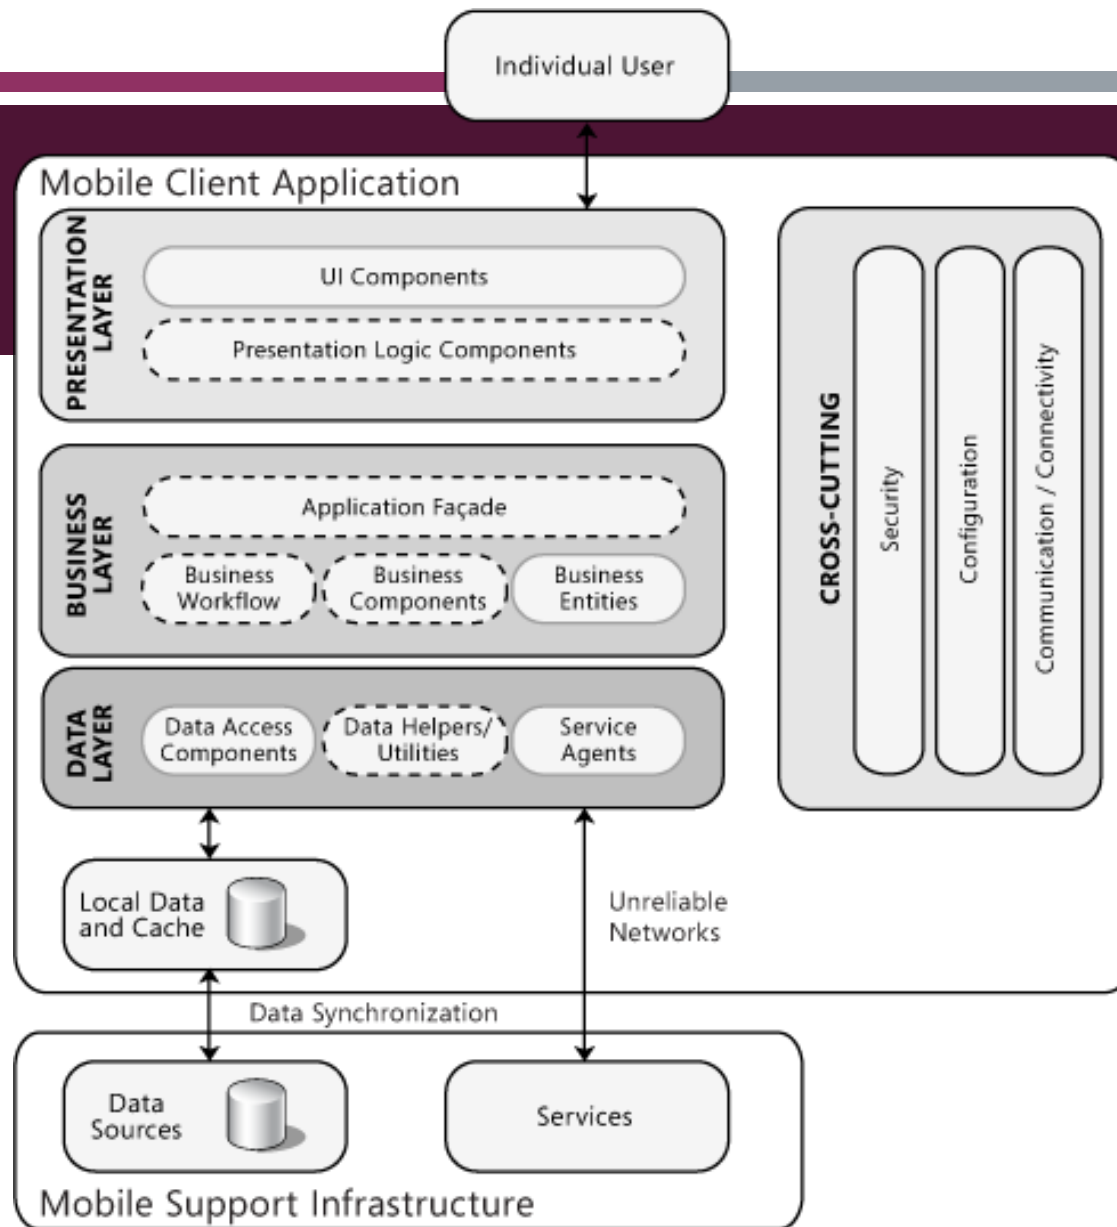 Individual User
Mobile Client Application
PRESENTATION
LAYER
UI Components
Presentation Logic Components
BUSINESS
LAYER
Application Façade
Business
Workflow
Business
Components
Business
Entities
DATA
LAYER
Data Access
Components
Data Helpers/
Utilities
Service
Agents
CROSS-CUTTING
Security
Configuration
Communication / Connectivity
Local Data
and Cache
Unreliable
Networks
Data Synchronization
Data
Sources
Services
Mobile Support Infrastructure